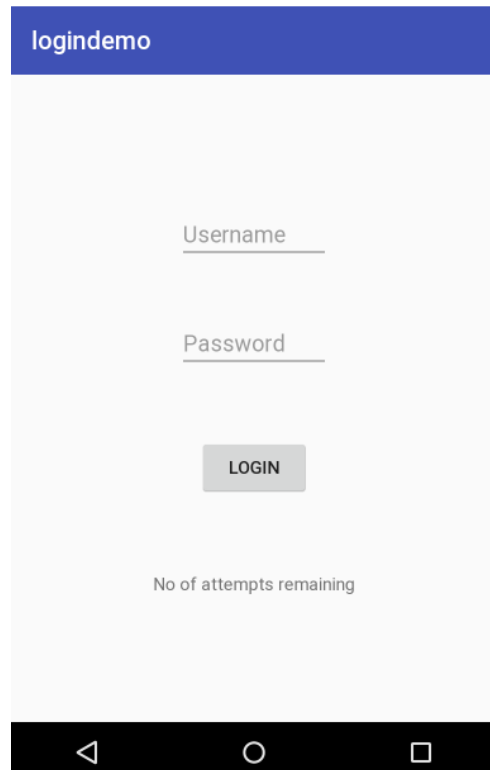 logindemo
Username
Password
LOGIN
No of attempts remaining